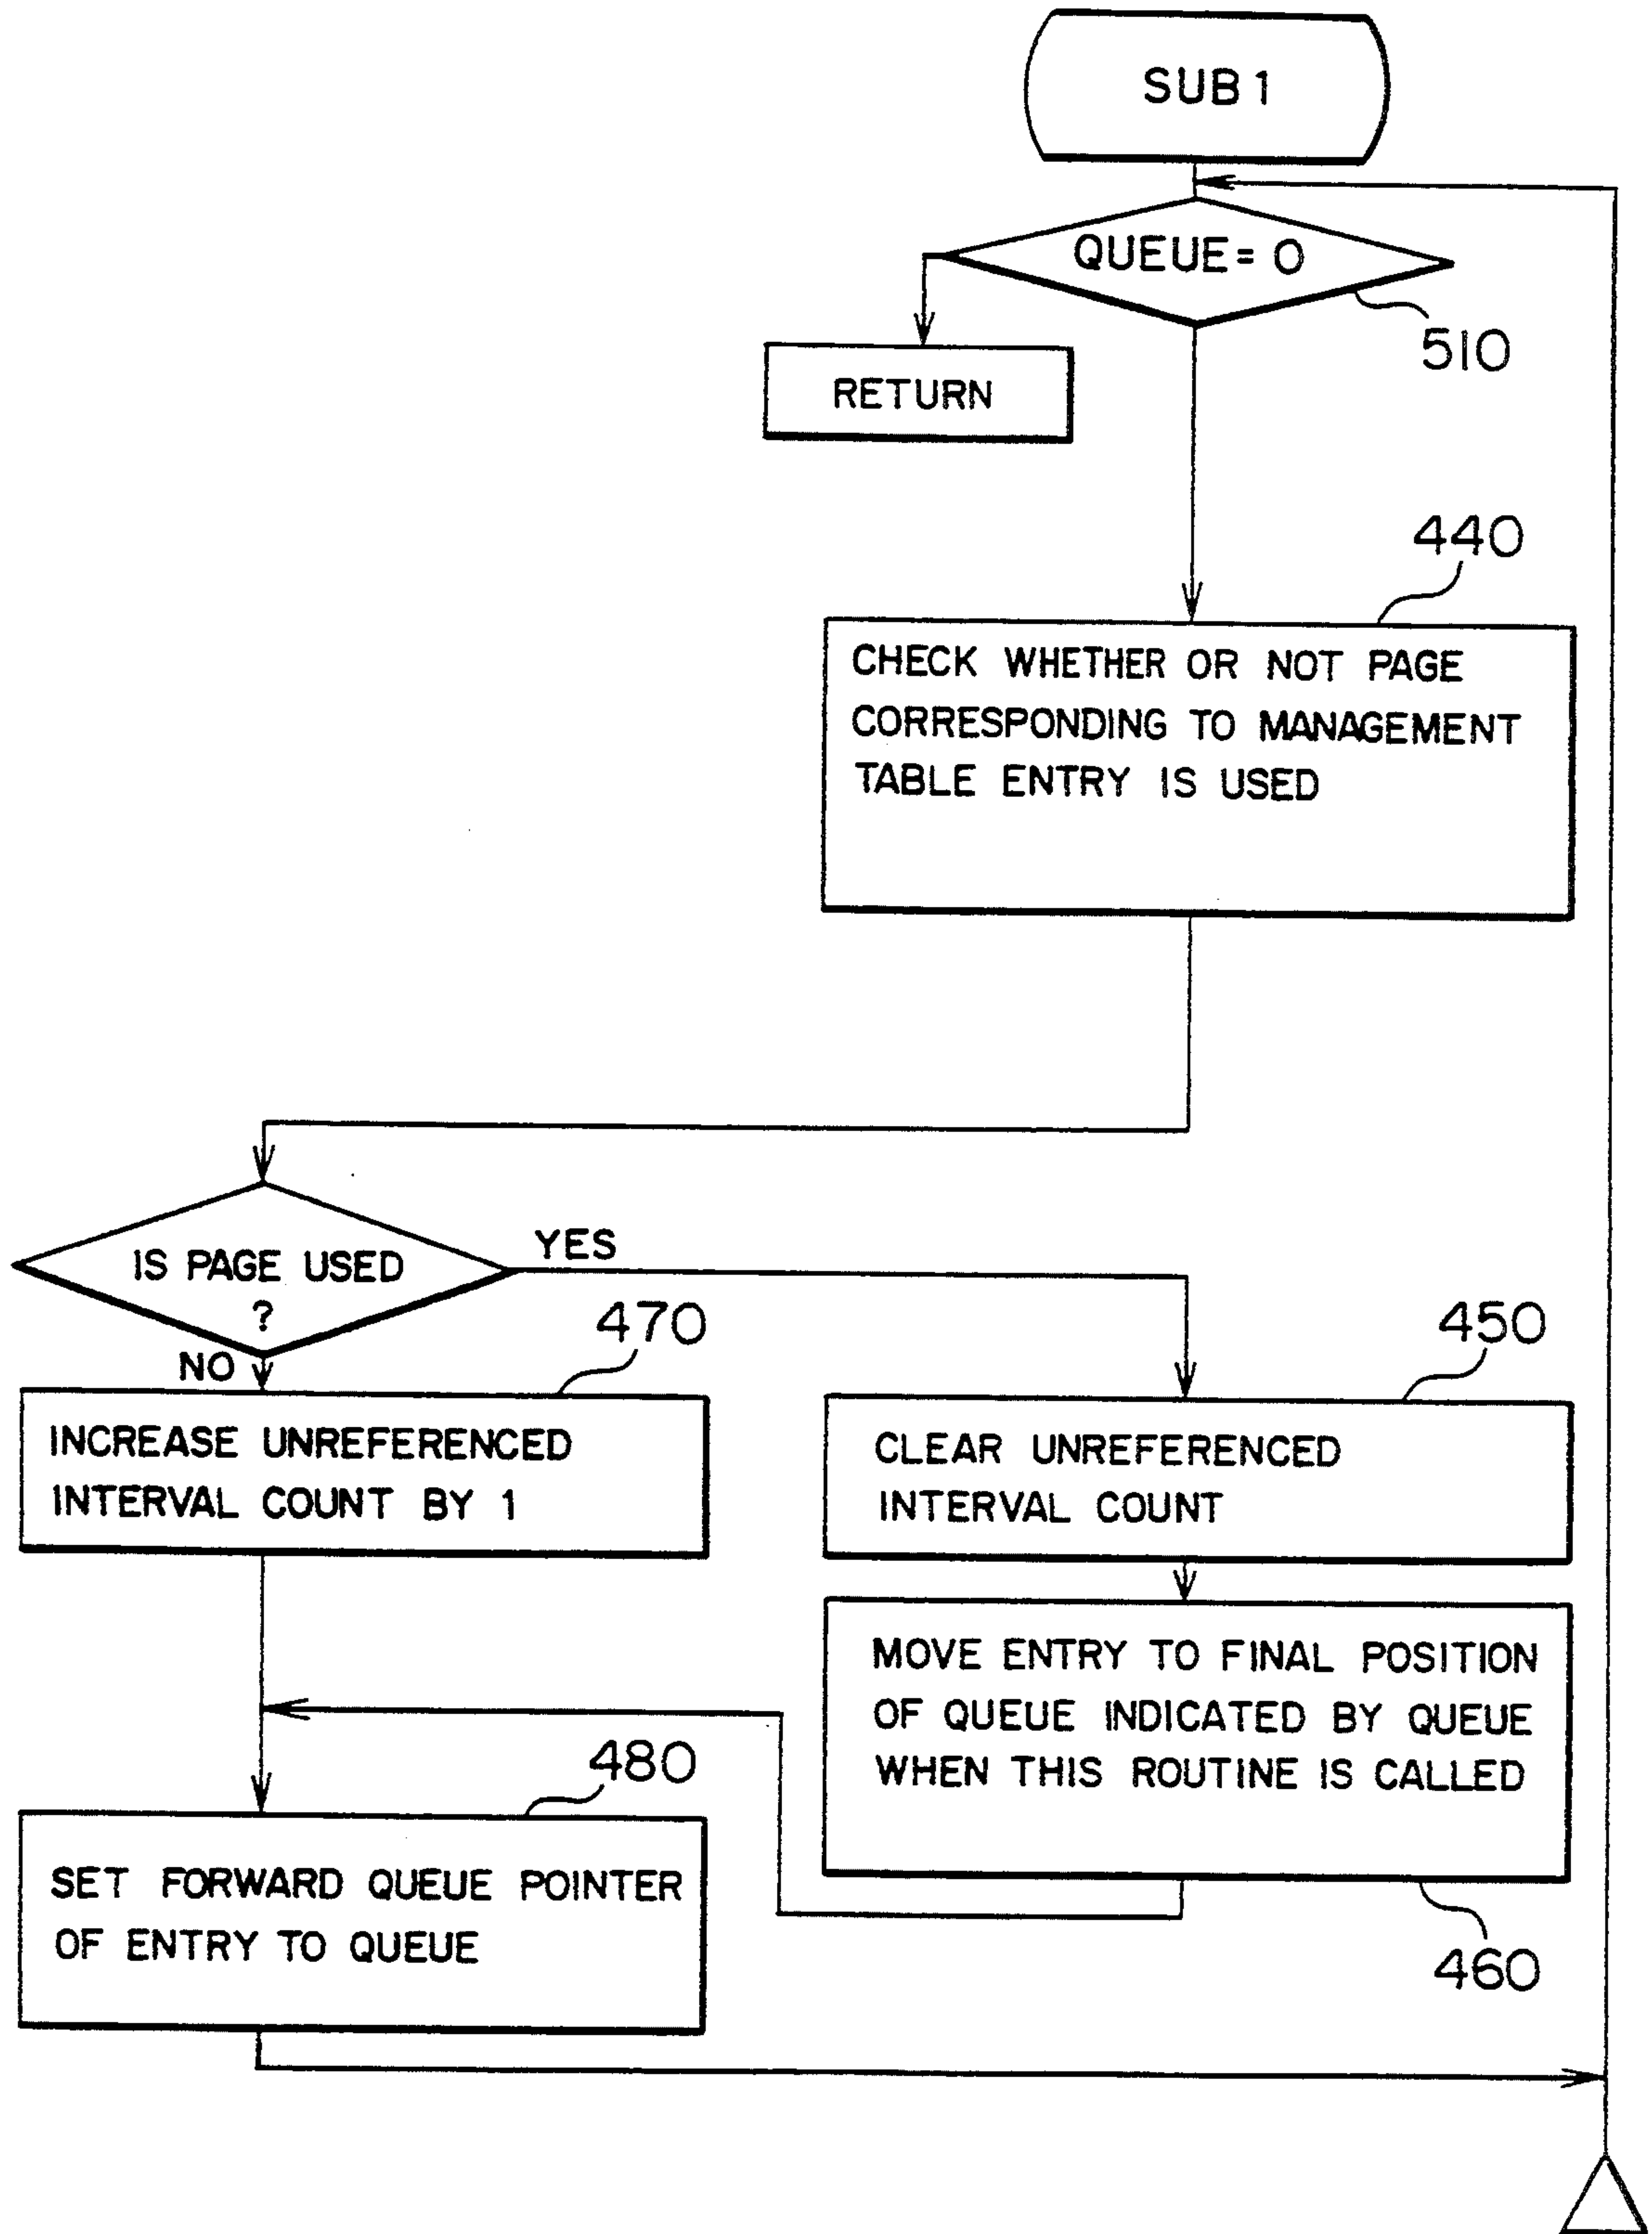 SUB 1
QUEUE = 0
510
RETURN
440
CHECK WHETHER OR NOT PAGE
CORRESPONDING TO MANAGEMENT
TABLE ENTRY IS USED
IS PAGE USED
?
YES
NO
470
INCREASE UNREFERENCED
INTERVAL COUNT BY 1
450
CLEAR UNREFERENCED
INTERVAL COUNT
MOVE ENTRY TO FINAL POSITION
OF QUEUE INDICATED BY QUEUE
WHEN THIS ROUTINE IS CALLED
460
480
SET FORWARD QUEUE POINTER
OF ENTRY TO QUEUE